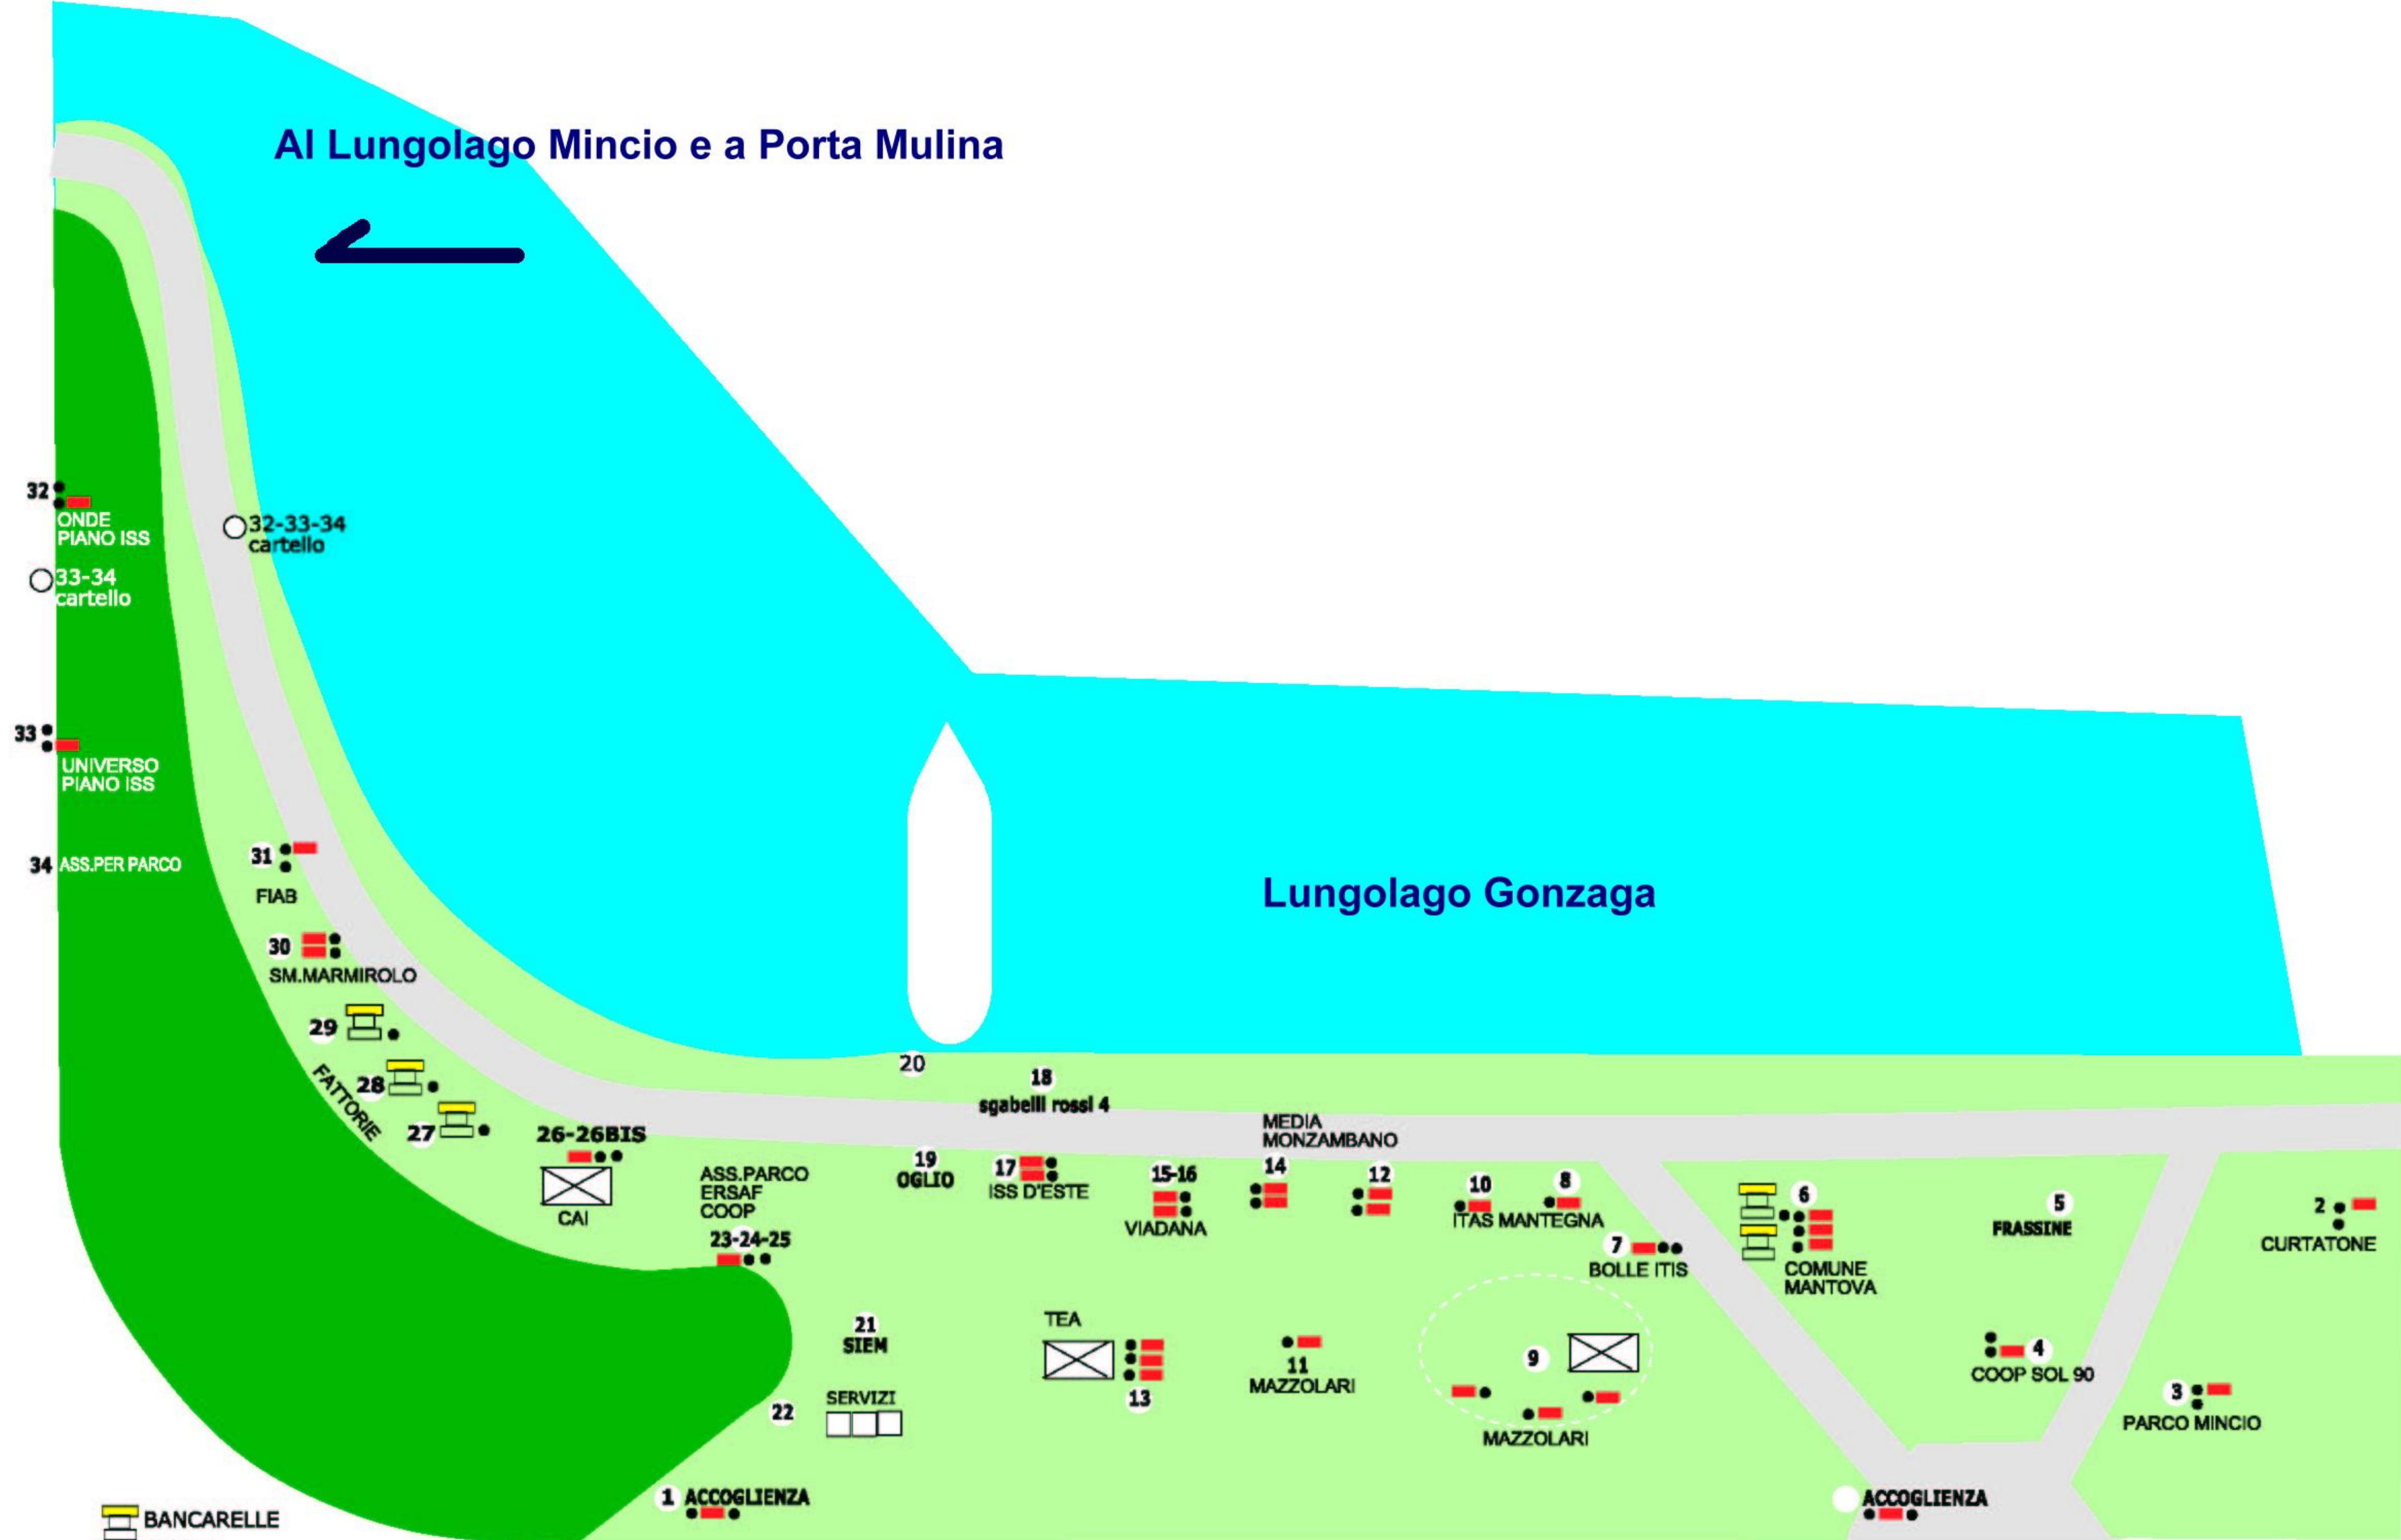 Al Lungolago Mincio e a Porta Mulina
32
ONDE
PIANO ISS
32-33-34
cartello
33-34
cartello
33
UNIVERSO
PIANO ISS
34 ASS.PER PARCO
31
FIAB
Lungolago Gonzaga
30
SM.MARMIROLO
29
28
FATTORIE
27
26-26BIS
CAI
20
18
sgabelli rossi 4
ASS.PARCO
ERSAF
COOP
23-24-25
19
OGLIO
17
ISS D'ESTE
15-16
VIADANA
MEDIA
MONZAMBANO
14
12
10
8
ITAS MANTEGNA
7
BOLLE ITIS
6
COMUNE
MANTOVA
5
FRASSINE
2
CURTATONE
21
SIEM
TEA
13
11
MAZZOLARI
9
MAZZOLARI
4
COOP SOL 90
3
PARCO MINCIO
22
SERVIZI
1 ACCOGLIENZA
ACCOGLIENZA
BANCARELLE